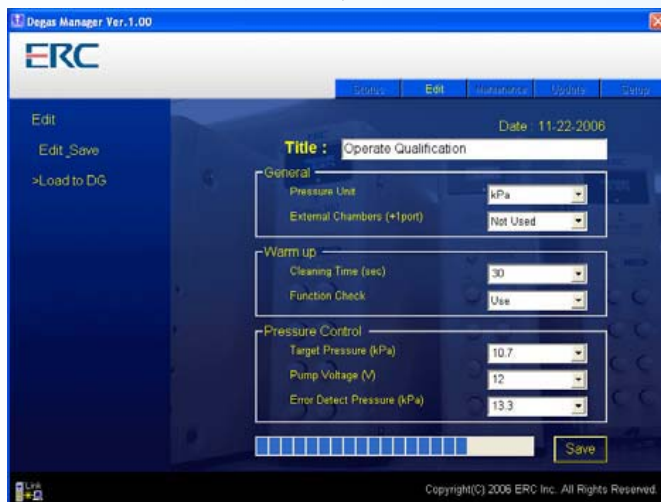 Degas Manager Ver.1.00
ERC
Status Edit Maintenance Update Setup
Edit
Date : 11-22-2006
Edit_Save
Title : Operate Qualification
>Load to DG
General
Pressure Unit kPa
External Chambers (+1port) Not Used
Warm up
Cleaning Time (sec) 30
Function Check Use
Pressure Control
Target Pressure (kPa) 10.7
Pump Voltage (V) 12
Error Detect Pressure (kPa) 13.3
Save
Link
Copyright(C) 2006 ERC Inc. All Rights Reserved.